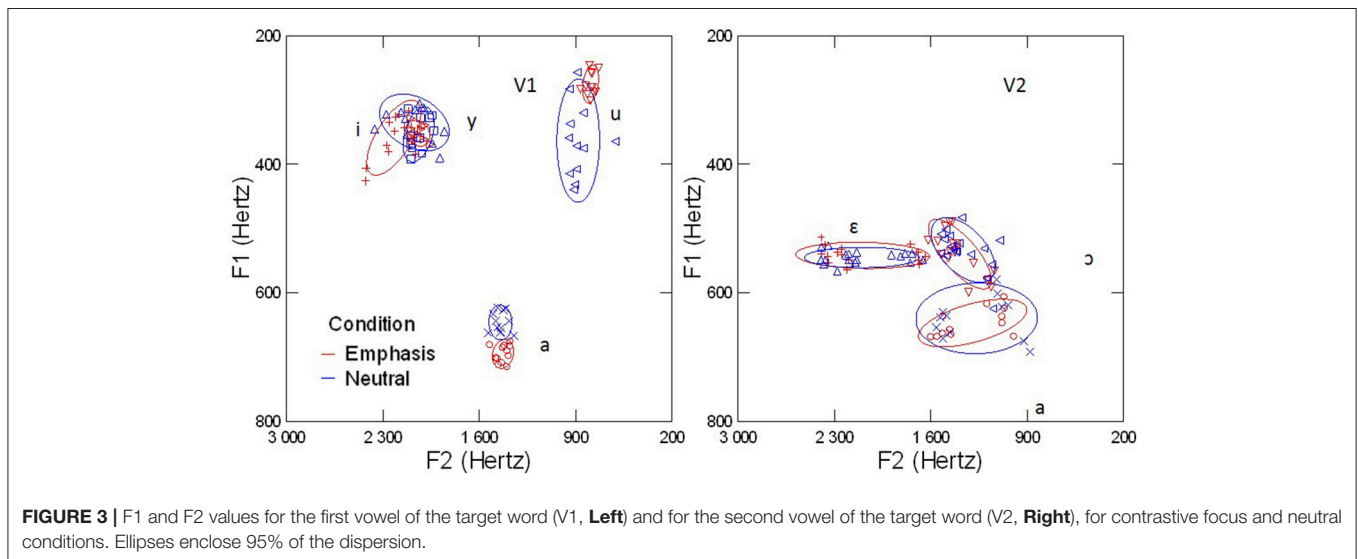 200
400
600
800
F1 (Hertz)
3 000 2 300 1 600 900 200
F2 (Hertz)
V1
i
y
u
a
Condition
Emphasis
Neutral
200
400
600
800
F1 (Hertz)
3 000 2 300 1 600 900 200
F2 (Hertz)
V2
ε
ɔ
a
FIGURE 3 | F1 and F2 values for the first vowel of the target word (V1, Left) and for the second vowel of the target word (V2, Right), for contrastive focus and neutral
conditions. Ellipses enclose 95% of the dispersion.